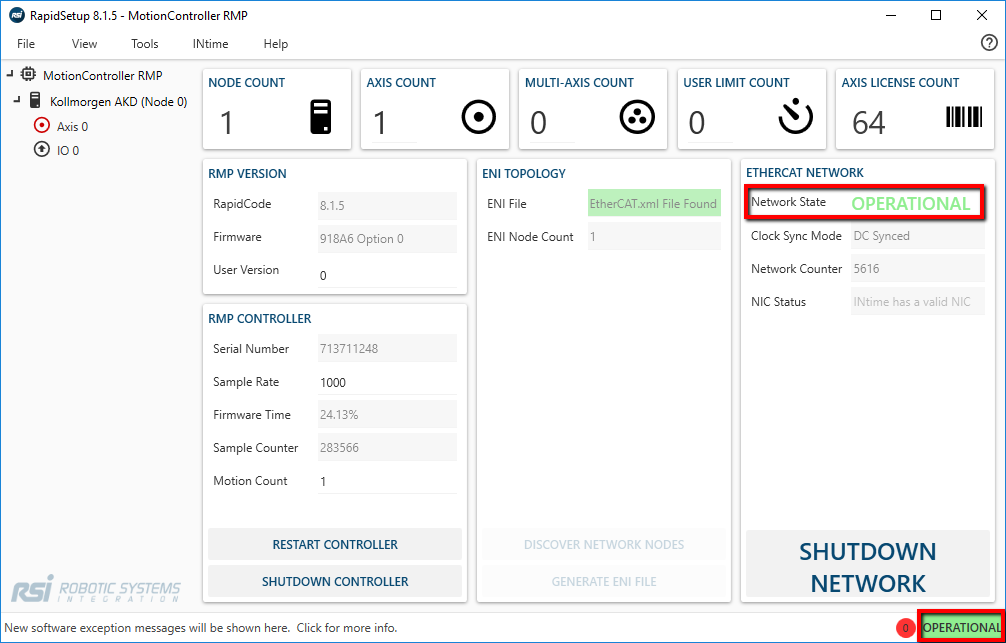 RSI RapidSetup 8.1.5 - MotionController RMP
File View Tools INtime Help
MotionController RMP
Kollmorgen AKD (Node 0)
Axis 0
IO 0
NODE COUNT
1
AXIS COUNT
1
MULTI-AXIS COUNT
0
USER LIMIT COUNT
0
AXIS LICENSE COUNT
64
RMP VERSION
RapidCode 8.1.5
Firmware 918A6 Option 0
User Version 0
RMP CONTROLLER
Serial Number 713711248
Sample Rate 1000
Firmware Time 24.13%
Sample Counter 283566
Motion Count 1
RESTART CONTROLLER
SHUTDOWN CONTROLLER
ENI TOPOLOGY
ENI File EtherCAT.xml File Found
ENI Node Count 1
DISCOVER NETWORK NODES
GENERATE ENI FILE
ETHERCAT NETWORK
Network State OPERATIONAL
Clock Sync Mode DC Synced
Network Counter 5616
NIC Status INtime has a valid NIC
SHUTDOWN
NETWORK
RSI ROBOTIC SYSTEMS
INTEGRATION
New software exception messages will be shown here. Click for more info.
0 OPERATIONAL